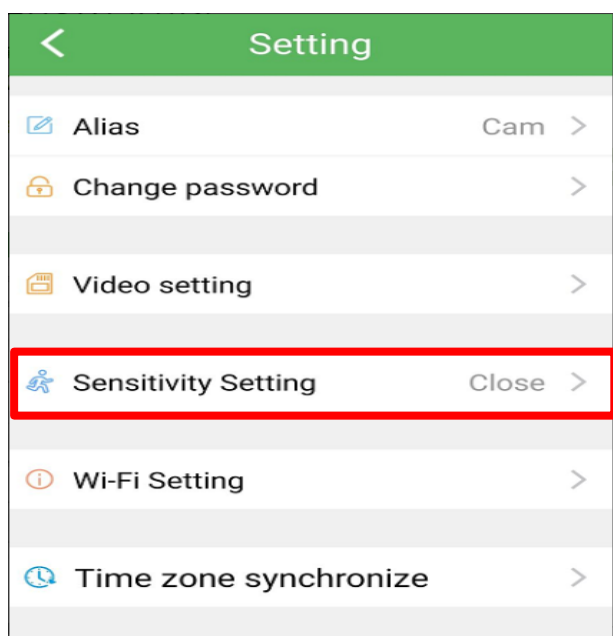 Setting
Alias Cam
Change password
Video setting
Sensitivity Setting Close
Wi-Fi Setting
Time zone synchronize